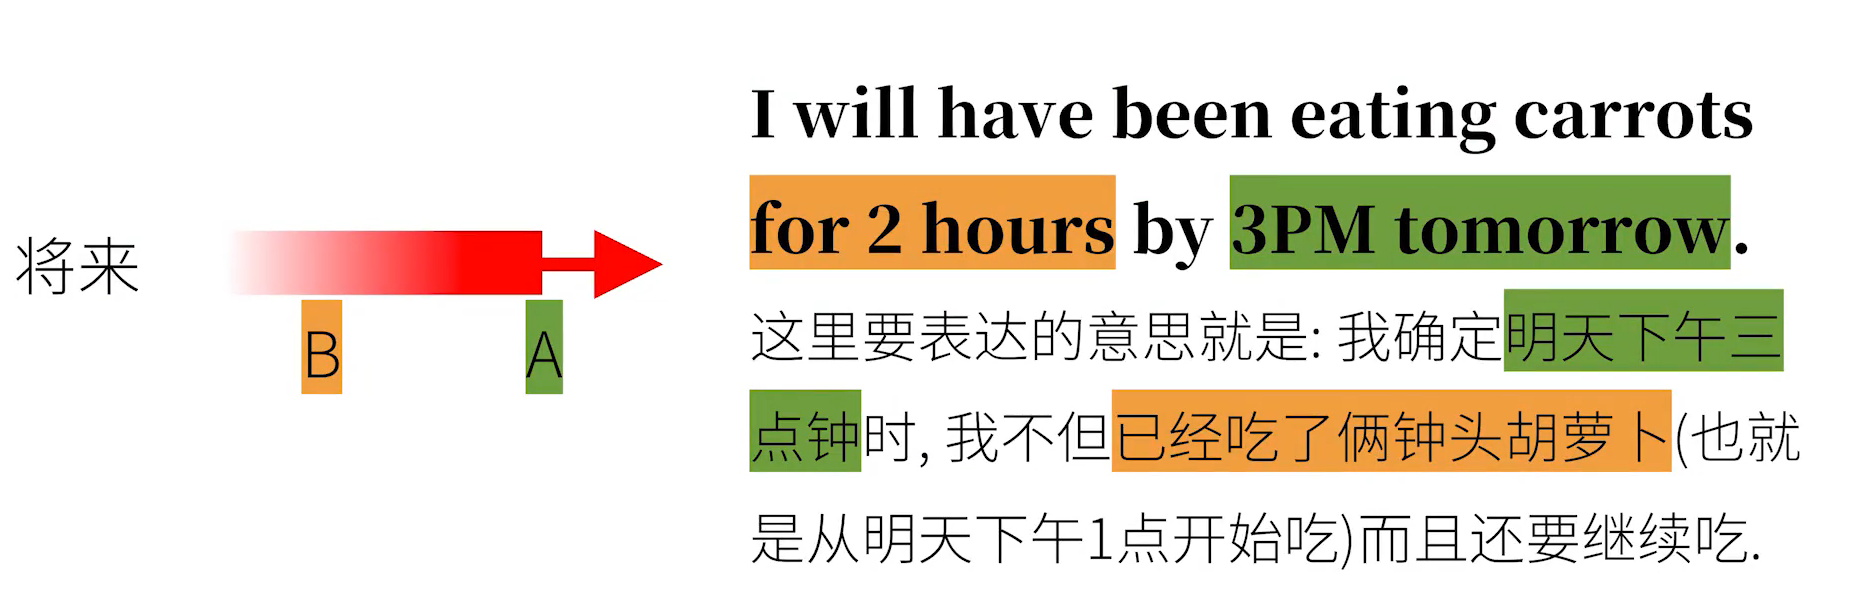 I will have been eating carrots
for 2 hours by 3PM tomorrow.
将来
B
A
这里要表达的意思就是: 我确定明天下午三
点钟时, 我不但已经吃了俩钟头胡萝卜(也就
是从明天下午1点开始吃)而且还要继续吃.